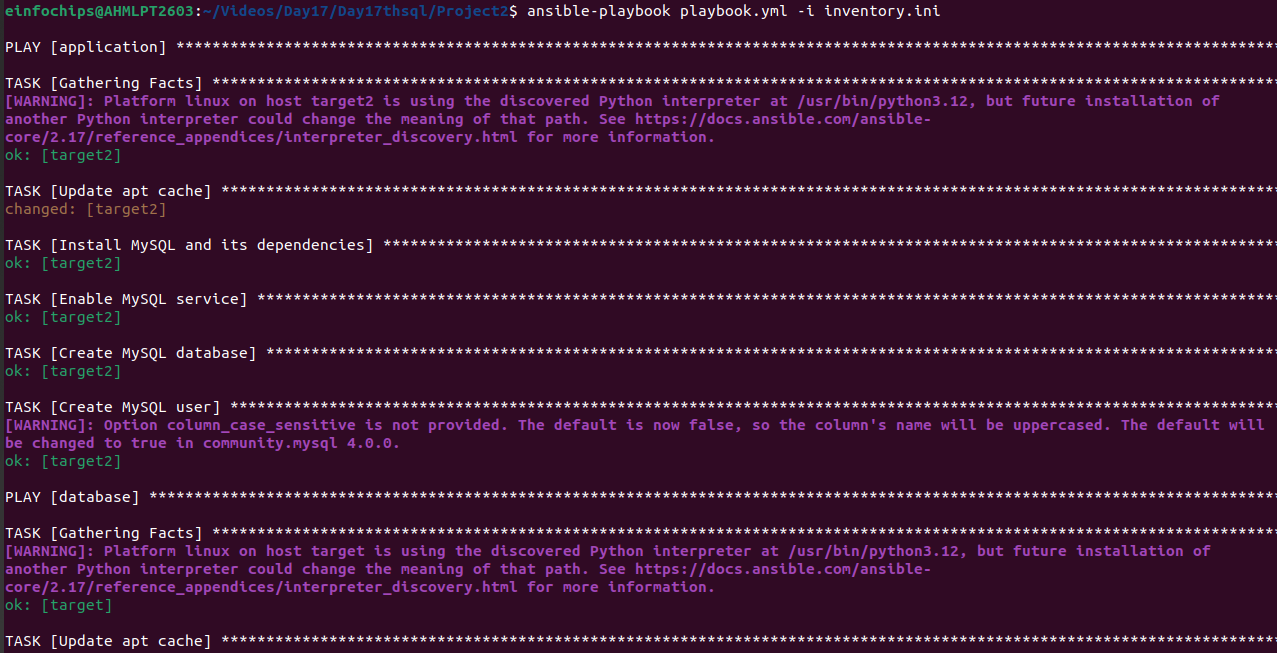 einfochips@AHMLPT2603:~/Videos/Day17/Day17thsql/Project2$ ansible-playbook playbook.yml -i inventory.ini
PLAY [application] **************************************************************************************************************************
TASK [Gathering Facts] **********************************************************************************************************************
[WARNING]: Platform linux on host target2 is using the discovered Python interpreter at /usr/bin/python3.12, but future installation of
another Python interpreter could change the meaning of that path. See https://docs.ansible.com/ansible-
core/2.17/reference_appendices/interpreter_discovery.html for more information.
ok: [target2]
TASK [Update apt cache] *********************************************************************************************************************
changed: [target2]
TASK [Install MySQL and its dependencies] ***************************************************************************************************
ok: [target2]
TASK [Enable MySQL service] *****************************************************************************************************************
ok: [target2]
TASK [Create MySQL database] ****************************************************************************************************************
ok: [target2]
TASK [Create MySQL user] ********************************************************************************************************************
[WARNING]: Option column_case_sensitive is not provided. The default is now false, so the column's name will be uppercased. The default will
be changed to true in community.mysql 4.0.0.
ok: [target2]
PLAY [database] *****************************************************************************************************************************
TASK [Gathering Facts] **********************************************************************************************************************
[WARNING]: Platform linux on host target is using the discovered Python interpreter at /usr/bin/python3.12, but future installation of
another Python interpreter could change the meaning of that path. See https://docs.ansible.com/ansible-
core/2.17/reference_appendices/interpreter_discovery.html for more information.
ok: [target]
TASK [Update apt cache] *********************************************************************************************************************